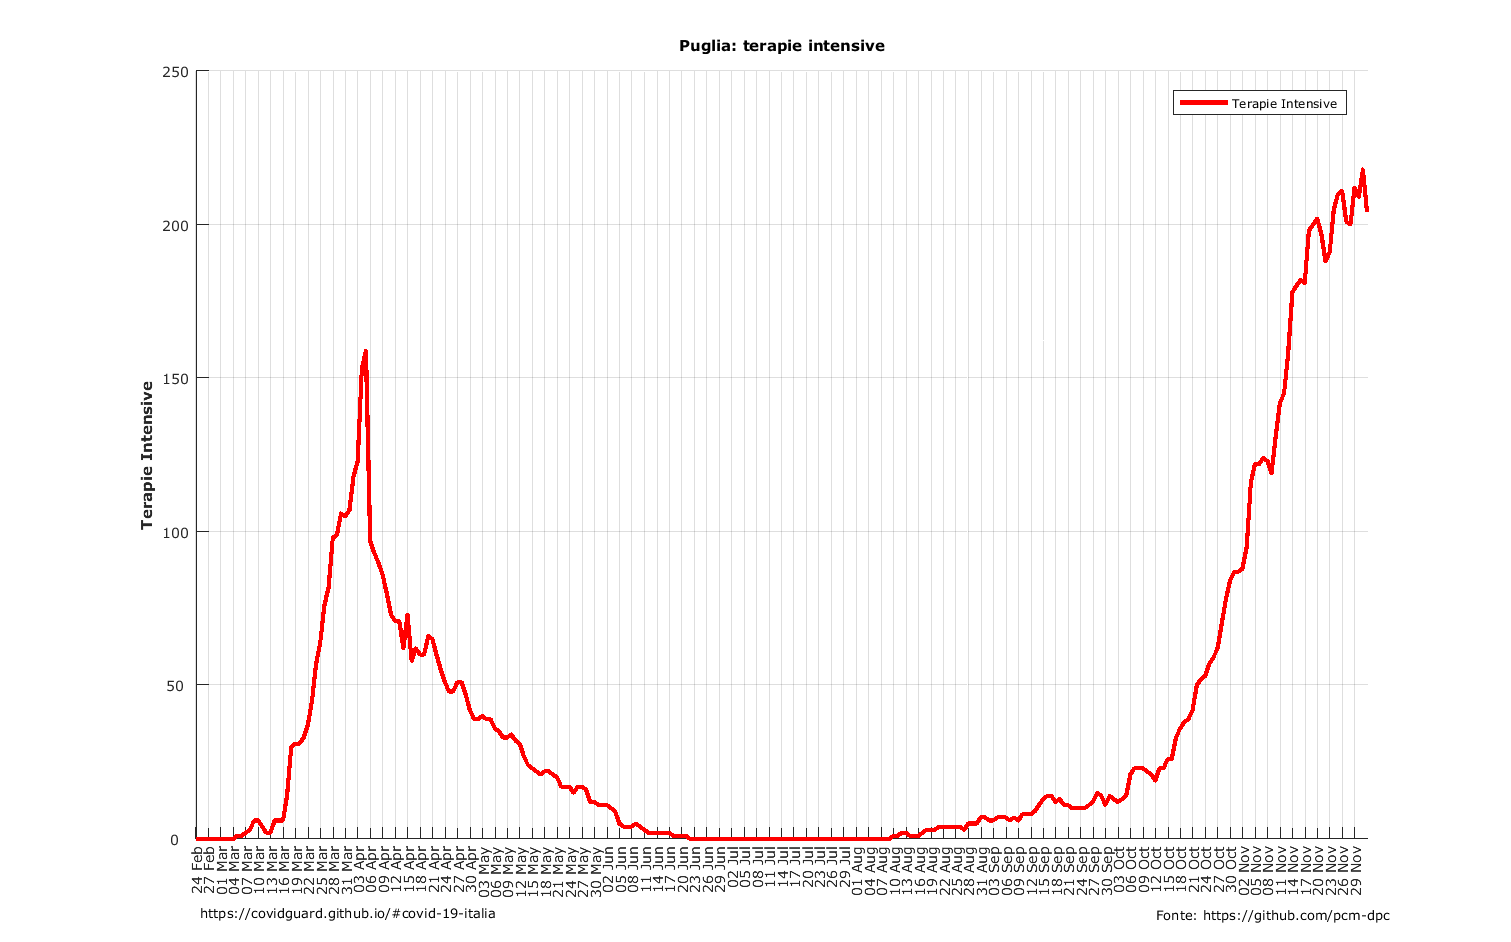 Puglia: terapie intensive
Terapie Intensive
250
200
150
100
50
0
Terapie Intensive
24 Feb
27 Feb
01 Mar
04 Mar
07 Mar
10 Mar
13 Mar
16 Mar
19 Mar
22 Mar
25 Mar
28 Mar
31 Mar
03 Apr
06 Apr
09 Apr
12 Apr
15 Apr
18 Apr
21 Apr
24 Apr
27 Apr
30 Apr
03 May
06 May
09 May
12 May
15 May
18 May
21 May
24 May
27 May
30 May
02 Jun
05 Jun
08 Jun
11 Jun
14 Jun
17 Jun
20 Jun
23 Jun
26 Jun
29 Jun
02 Jul
05 Jul
08 Jul
11 Jul
14 Jul
17 Jul
20 Jul
23 Jul
26 Jul
29 Jul
01 Aug
04 Aug
07 Aug
10 Aug
13 Aug
16 Aug
19 Aug
22 Aug
25 Aug
28 Aug
31 Aug
03 Sep
06 Sep
09 Sep
12 Sep
15 Sep
18 Sep
21 Sep
24 Sep
27 Sep
30 Sep
03 Oct
06 Oct
09 Oct
12 Oct
15 Oct
18 Oct
21 Oct
24 Oct
27 Oct
30 Oct
02 Nov
05 Nov
08 Nov
11 Nov
14 Nov
17 Nov
20 Nov
23 Nov
26 Nov
29 Nov
https://covidguard.github.io/#covid-19-italia
Fonte: https://github.com/pcm-dpc